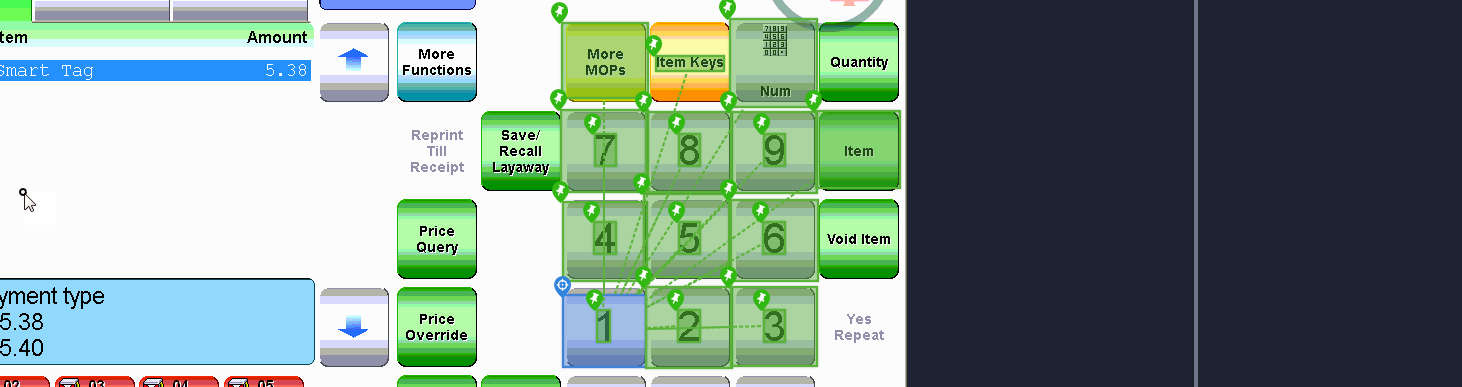 tem Amount
Smart Tag 5.38
More
Functions
More
MOPs
Item Keys
Num
Quantity
Reprint
Till
Receipt
Save/
Recall
Layaway
7
8
9
Item
Price
Query
4
5
6
Void Item
yment type
5.38
5.40
Price
Override
1
2
3
Yes
Repeat
02
03
04
05